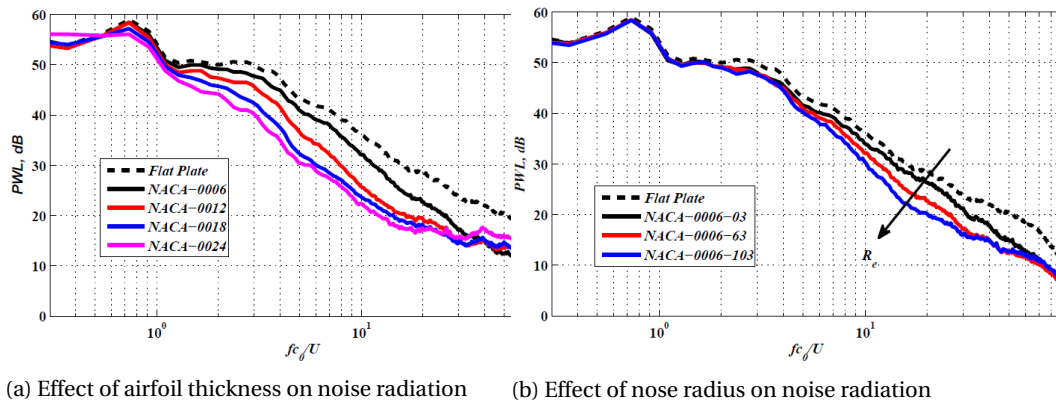 60
50
40
30
20
10
0
PWL, dB
Flat Plate
NACA-0006
NACA-0012
NACA-0018
NACA-0024
10^0
10^1
fc_0/U
(a) Effect of airfoil thickness on noise radiation
60
50
40
30
20
10
0
PWL, dB
Flat Plate
NACA-0006-03
NACA-0006-63
NACA-0006-103
R_e
10^0
10^1
fc_0/U
(b) Effect of nose radius on noise radiation